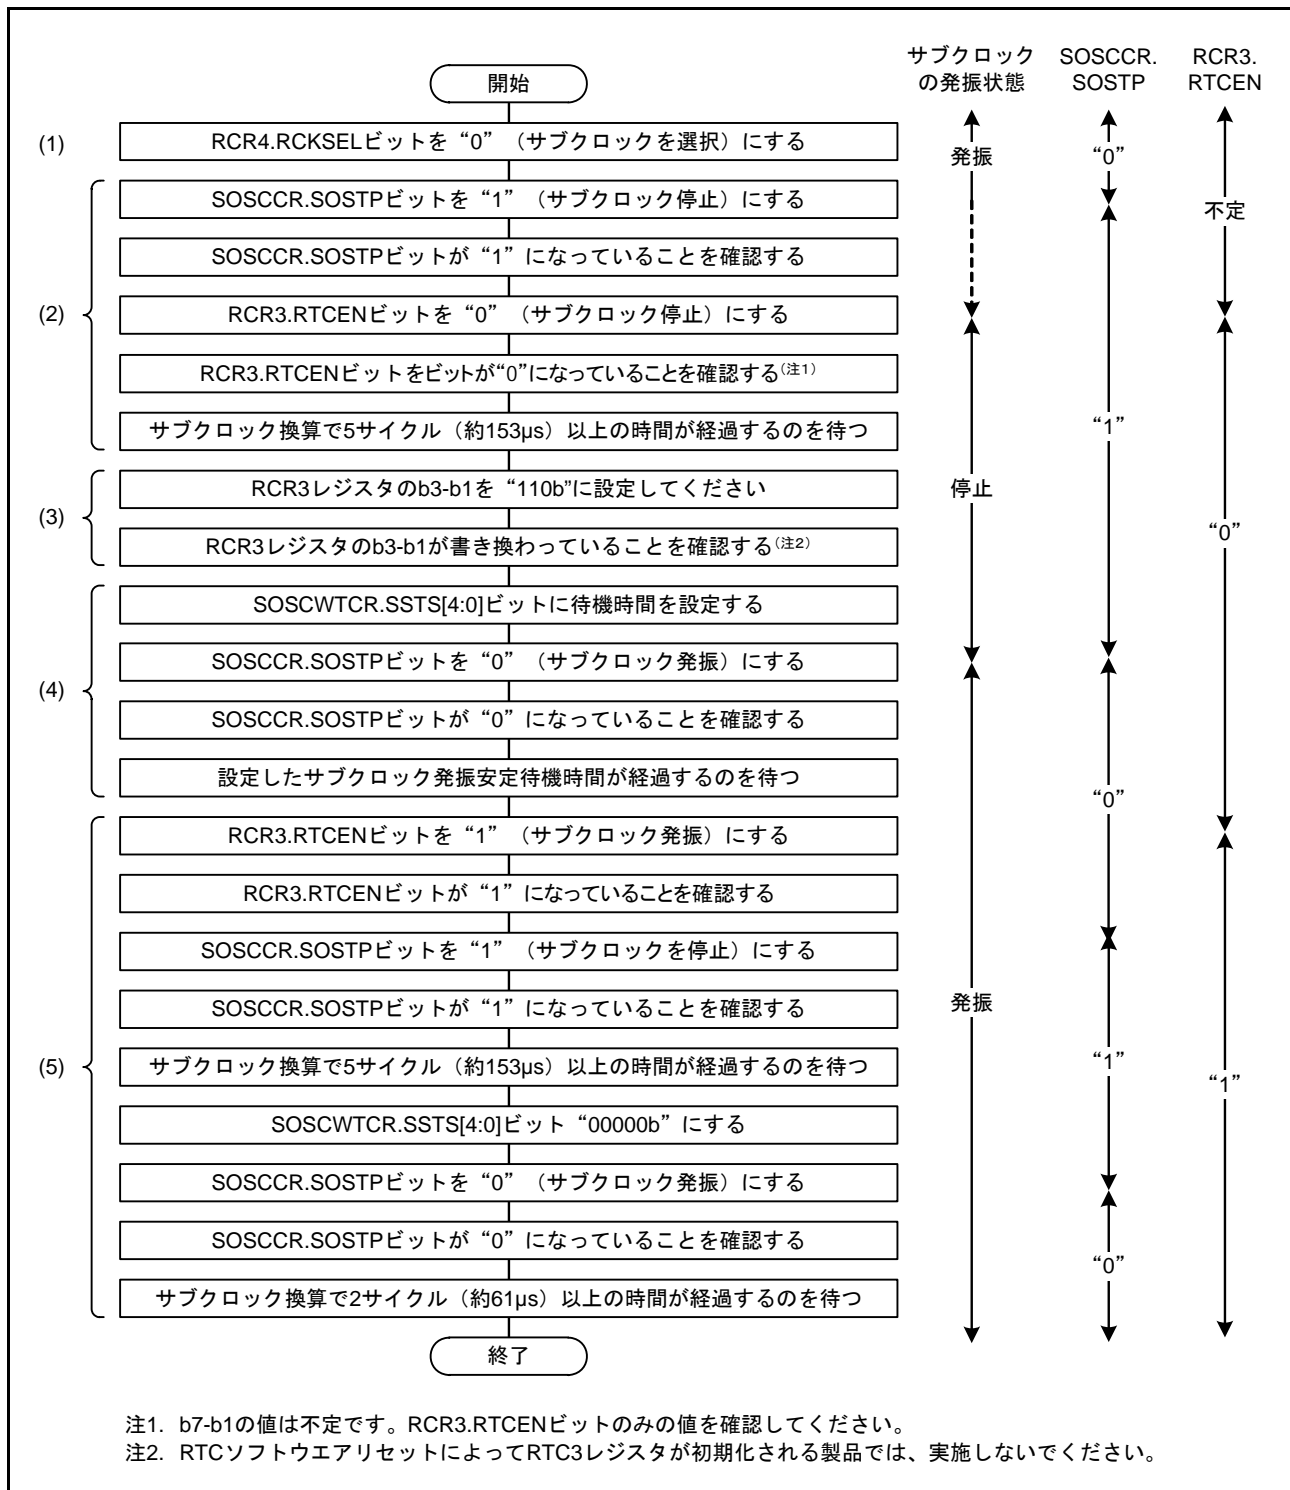 サブクロック
の発振状態
SOSCCR.
SOSTP
RCR3.
RTCEN
開始
(1)
RCR4.RCKSELビットを“0”（サブクロックを選択）にする
発振
“0”
SOSCCR.SOSTPビットを“1”（サブクロック停止）にする
不定
SOSCCR.SOSTPビットが“1”になっていることを確認する
(2)
RCR3.RTCENビットを“0”（サブクロック停止）にする
RCR3.RTCENビットをビットが“0”になっていることを確認する（注1）
サブクロック換算で5サイクル（約153µs）以上の時間が経過するのを待つ
“1”
RCR3レジスタのb3-b1を“110b”に設定してください
停止
(3)
RCR3レジスタのb3-b1が書き換わっていることを確認する（注2）
“0”
SOSCWTCR.SSTS[4:0]ビットに待機時間を設定する
SOSCCR.SOSTPビットを“0”（サブクロック発振）にする
(4)
SOSCCR.SOSTPビットが“0”になっていることを確認する
設定したサブクロック発振安定待機時間が経過するのを待つ
“0”
RCR3.RTCENビットを“1”（サブクロック発振）にする
RCR3.RTCENビットが“1”になっていることを確認する
SOSCCR.SOSTPビットを“1”（サブクロックを停止）にする
SOSCCR.SOSTPビットが“1”になっていることを確認する
発振
(5)
サブクロック換算で5サイクル（約153µs）以上の時間が経過するのを待つ
“1”
“1”
SOSCWTCR.SSTS[4:0]ビット“00000b”にする
SOSCCR.SOSTPビットを“0”（サブクロック発振）にする
SOSCCR.SOSTPビットが“0”になっていることを確認する
“0”
サブクロック換算で2サイクル（約61µs）以上の時間が経過するのを待つ
終了
注1. b7-b1の値は不定です。RCR3.RTCENビットのみの値を確認してください。
注2. RTCソフトウエアリセットによってRTC3レジスタが初期化される製品では、実施しないでください。